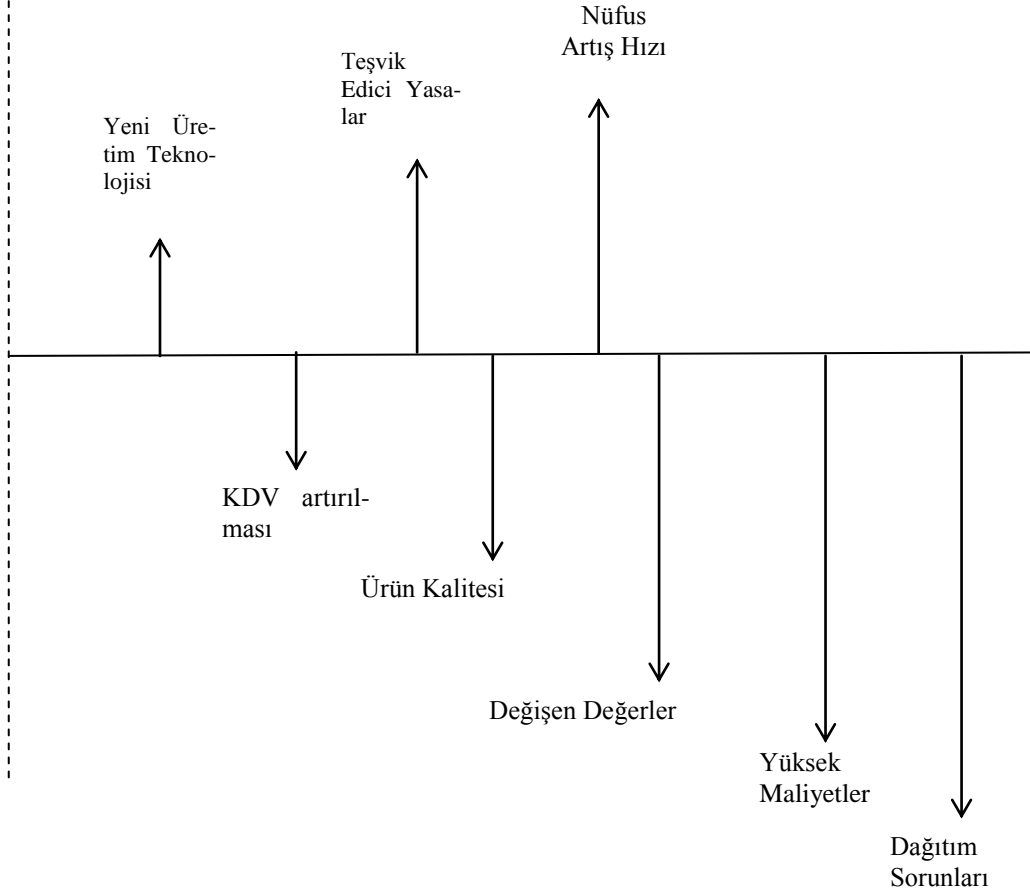 Nüfus
Artış Hızı
Teşvik
Edici Yasa-
lar
Yeni Üre-
tim Tekno-
lojisi
KDV artırıl-
ması
Ürün Kalitesi
Değişen Değerler
Yüksek
Maliyetler
Dağıtım
Sorunları